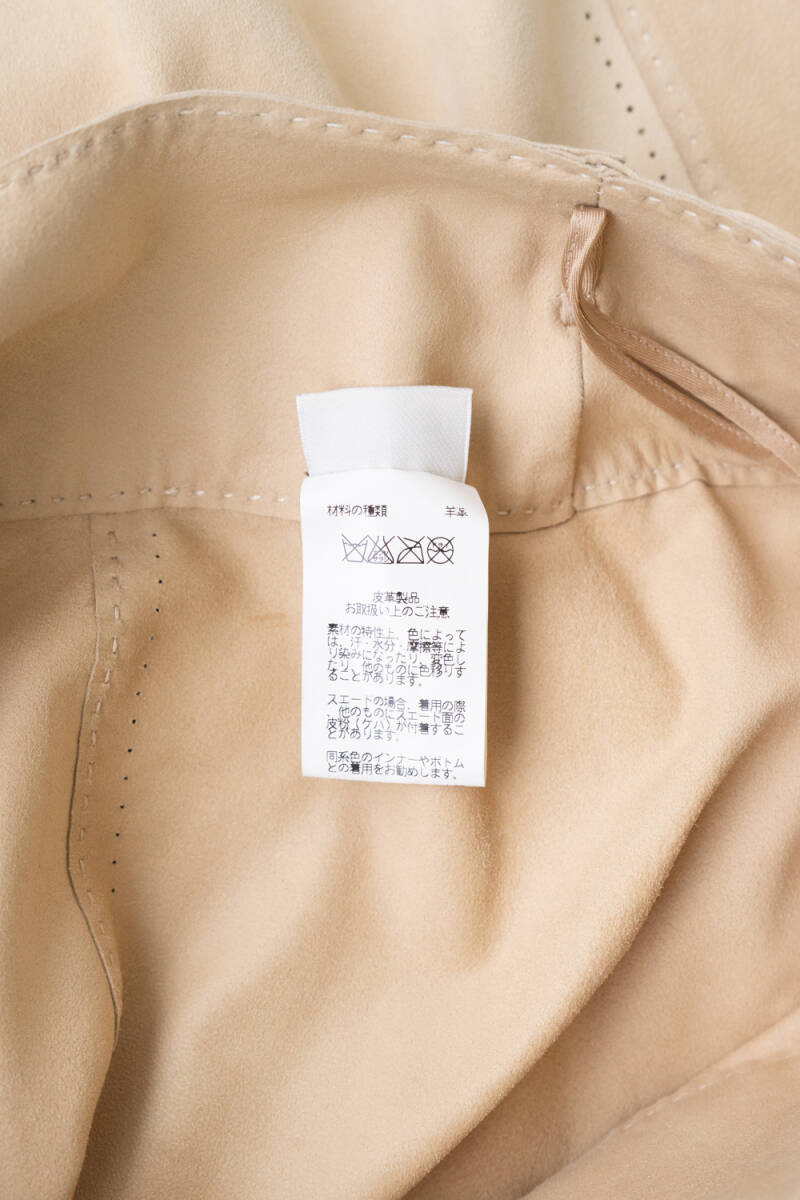 材料の種類 羊革
皮革製品
お取扱い上のご注意
素材の特性上、色によって
は、汗・水分・摩擦等によ
り染みになったり、変色し
たり、他のものに色移りす
ることがあります。
スエードの場合、着用の際
、他のものにスエード面の
皮粉(ケバ)が付着するこ
とがあります。
同系色のインナーやボトム
との着用をお勧めします。